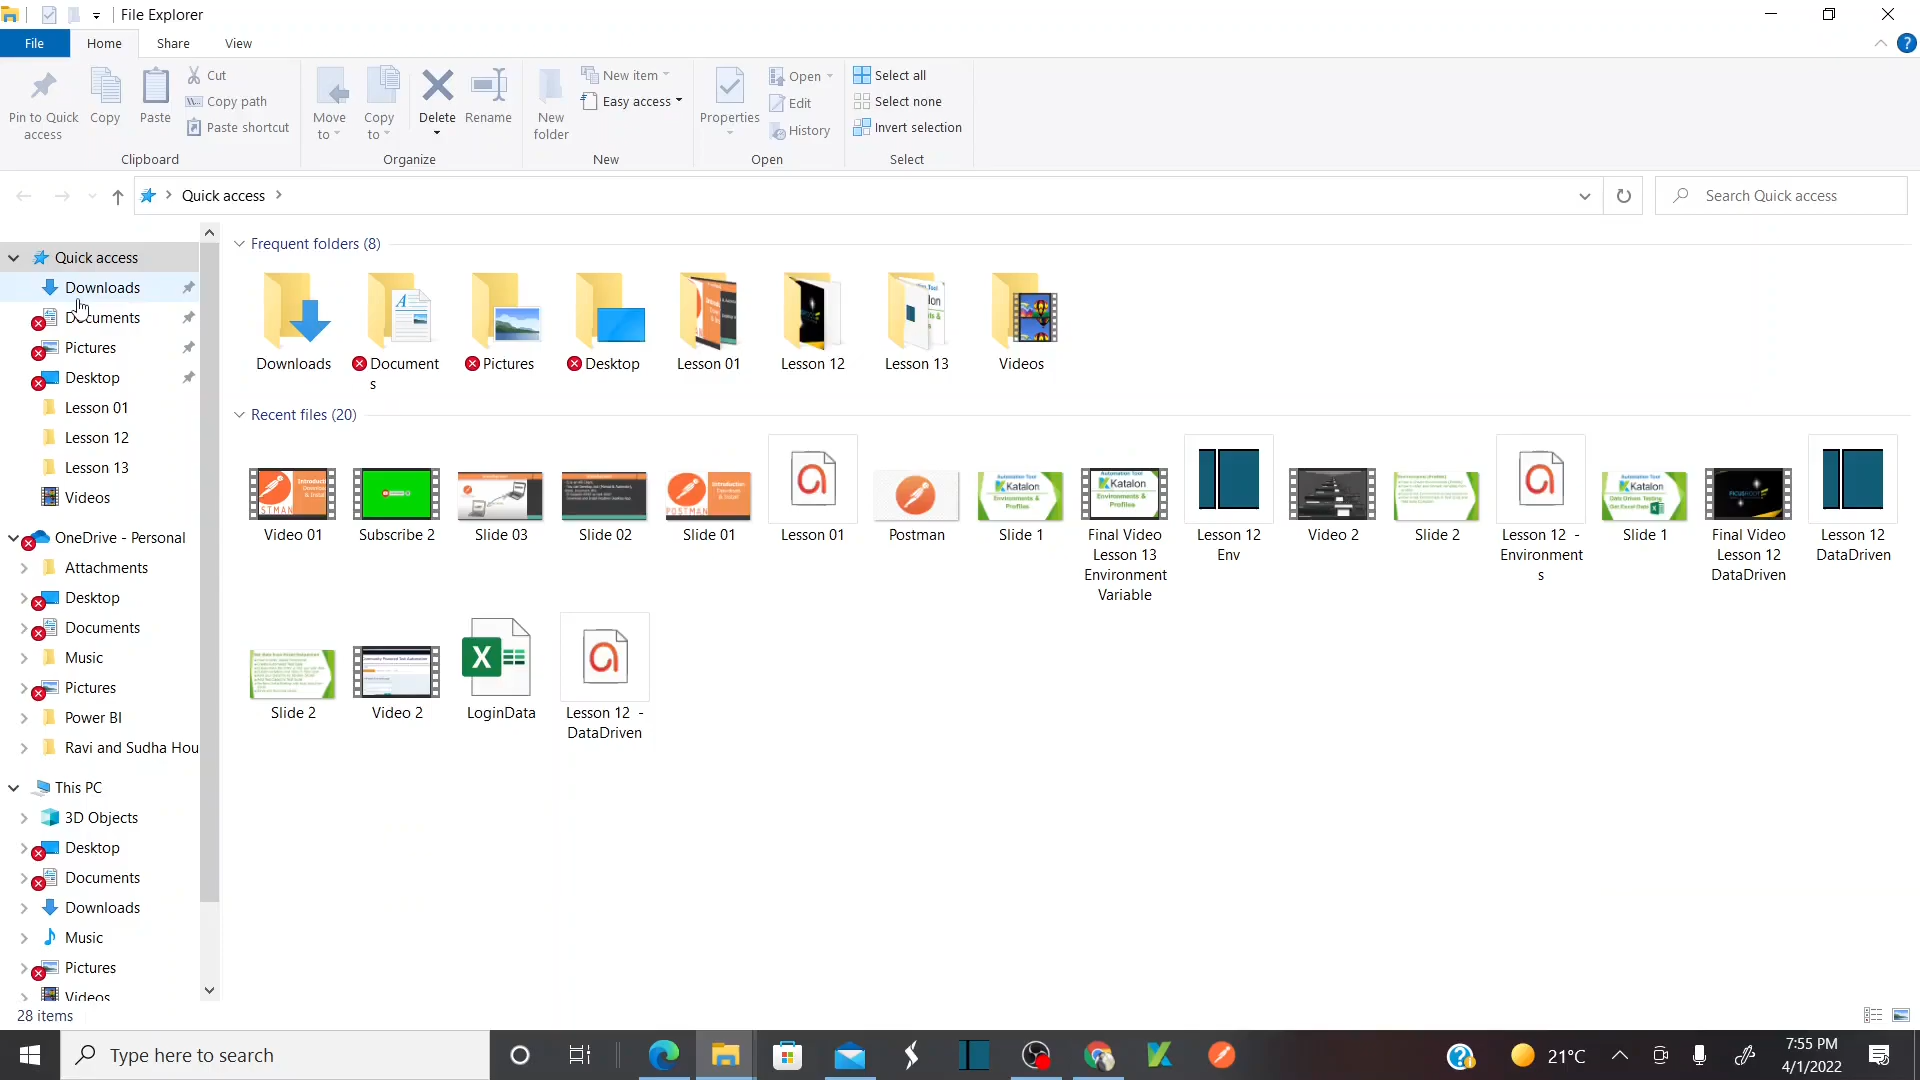 File Explorer
File Home Share View
Pin to Quick access
Copy
Paste
Cut
Copy path
Paste shortcut
Clipboard
Move to
Copy to
Delete
Rename
Organize
New folder
New item
Easy access
New
Properties
Open
Edit
History
Open
Select all
Select none
Invert selection
Select
Quick access
Search Quick access
Quick access
Downloads
Documents
Pictures
Desktop
Lesson 01
Lesson 12
Lesson 13
Videos
OneDrive - Personal
Attachments
Desktop
Documents
Music
Pictures
Power BI
Ravi and Sudha Hou
This PC
3D Objects
Desktop
Documents
Downloads
Music
Pictures
Videos
Frequent folders (8)
Downloads
Document
s
Pictures
Desktop
Lesson 01
Lesson 12
Lesson 13
Videos
Recent files (20)
Video 01
Subscribe 2
Slide 03
Slide 02
Slide 01
Lesson 01
Postman
Slide 1
Final Video
Lesson 13
Environment
Variable
Lesson 12
Env
Video 2
Slide 2
Lesson 12 -
Environment
s
Slide 1
Final Video
Lesson 12
DataDriven
Lesson 12
DataDriven
Slide 2
Video 2
LoginData
Lesson 12 -
DataDriven
28 items
Type here to search
21°C
7:55 PM
4/1/2022